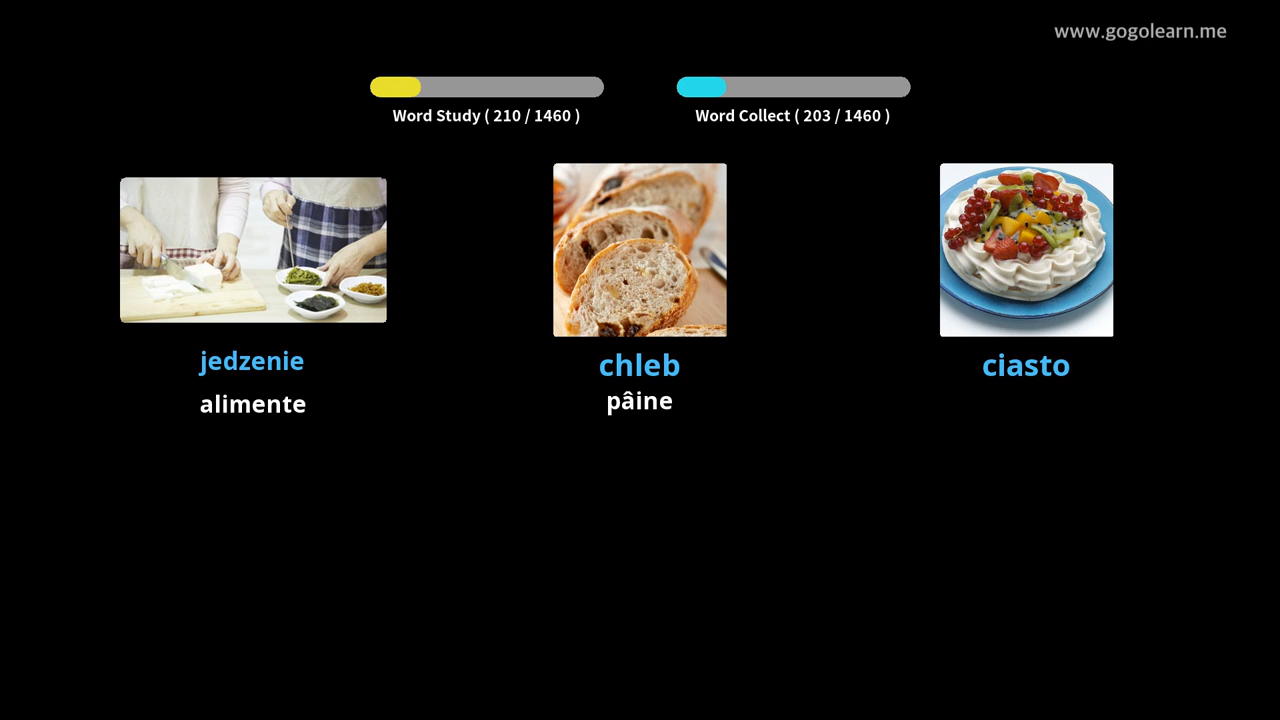 www.gogolearn.me
Word Study ( 210 / 1460 )
Word Collect ( 203 / 1460 )
jedzenie
alimente
chleb
pâine
ciasto